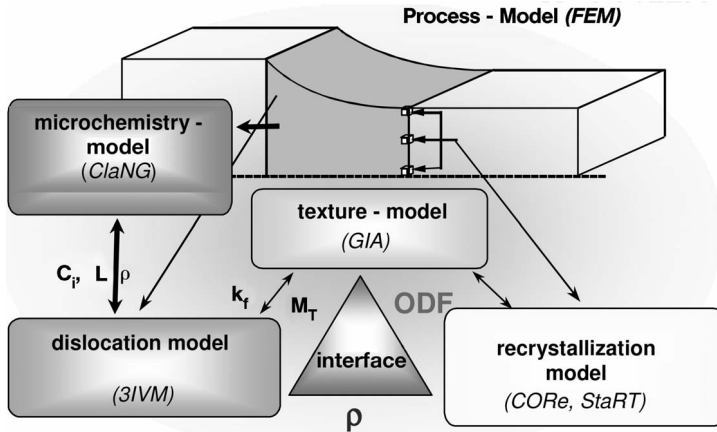 Process - Model (FEM)
microchemistry -
model
(ClaNG)
texture - model
(GIA)
C_i, L ρ
k_f M_T ODF
dislocation model
(3IVM)
interface
recrystallization
model
(CORe, StaRT)
ρ